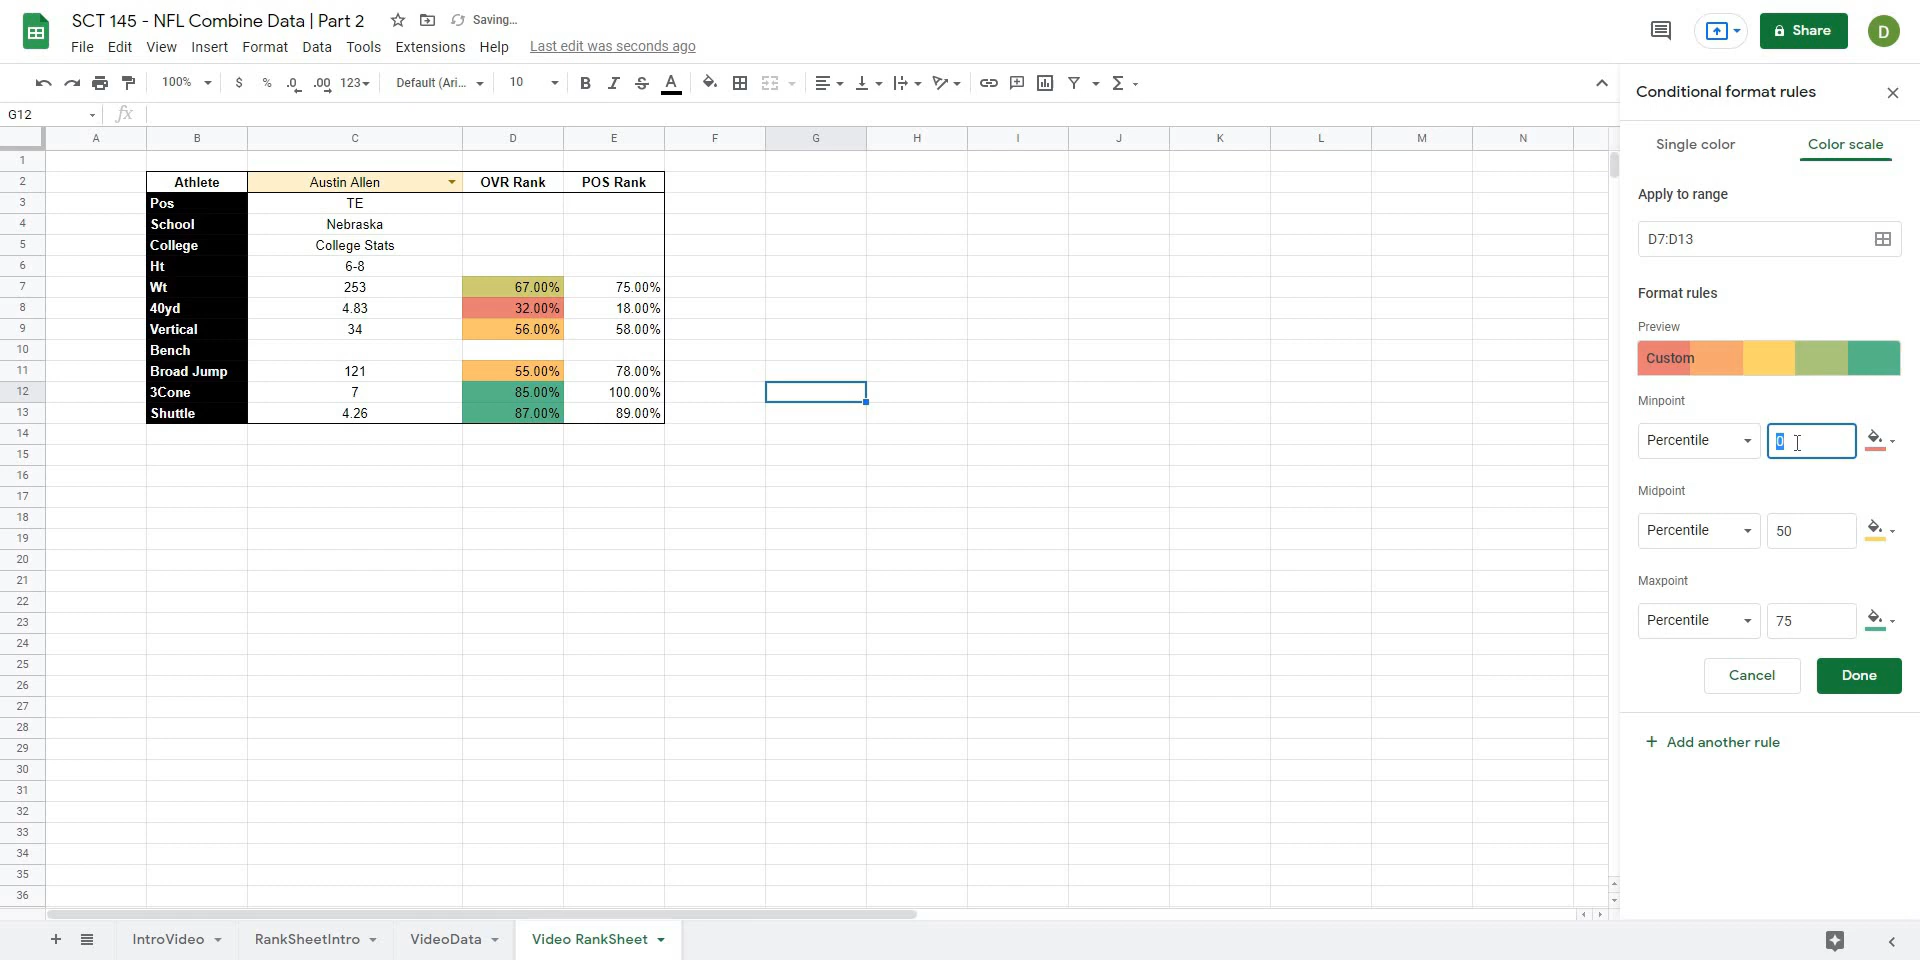 SCT 145 - NFL Combine Data | Part 2 Saving...
File Edit View Insert Format Data Tools Extensions Help Last edit was seconds ago
Share
D
100% $ % .0 .00 123 Default (Ari... 10 B I S A Σ
G12 fx
Conditional format rules
A B C D E F G H I J K L M N
Single color Color scale
1
2 Athlete Austin Allen OVR Rank POS Rank
3 Pos TE
4 School Nebraska
5 College College Stats
6 Ht 6-8
7 Wt 253 67.00% 75.00%
8 40yd 4.83 32.00% 18.00%
9 Vertical 34 56.00% 58.00%
10 Bench
11 Broad Jump 121 55.00% 78.00%
12 3Cone 7 85.00% 100.00%
13 Shuttle 4.26 87.00% 89.00%
14
15
16
17
18
19
20
21
22
23
24
25
26
27
28
29
30
31
32
33
34
35
36
Apply to range
D7:D13
Format rules
Preview
Custom
Minpoint
Percentile 0
Midpoint
Percentile 50
Maxpoint
Percentile 75
Cancel Done
+ Add another rule
+ IntroVideo RankSheetIntro VideoData Video RankSheet